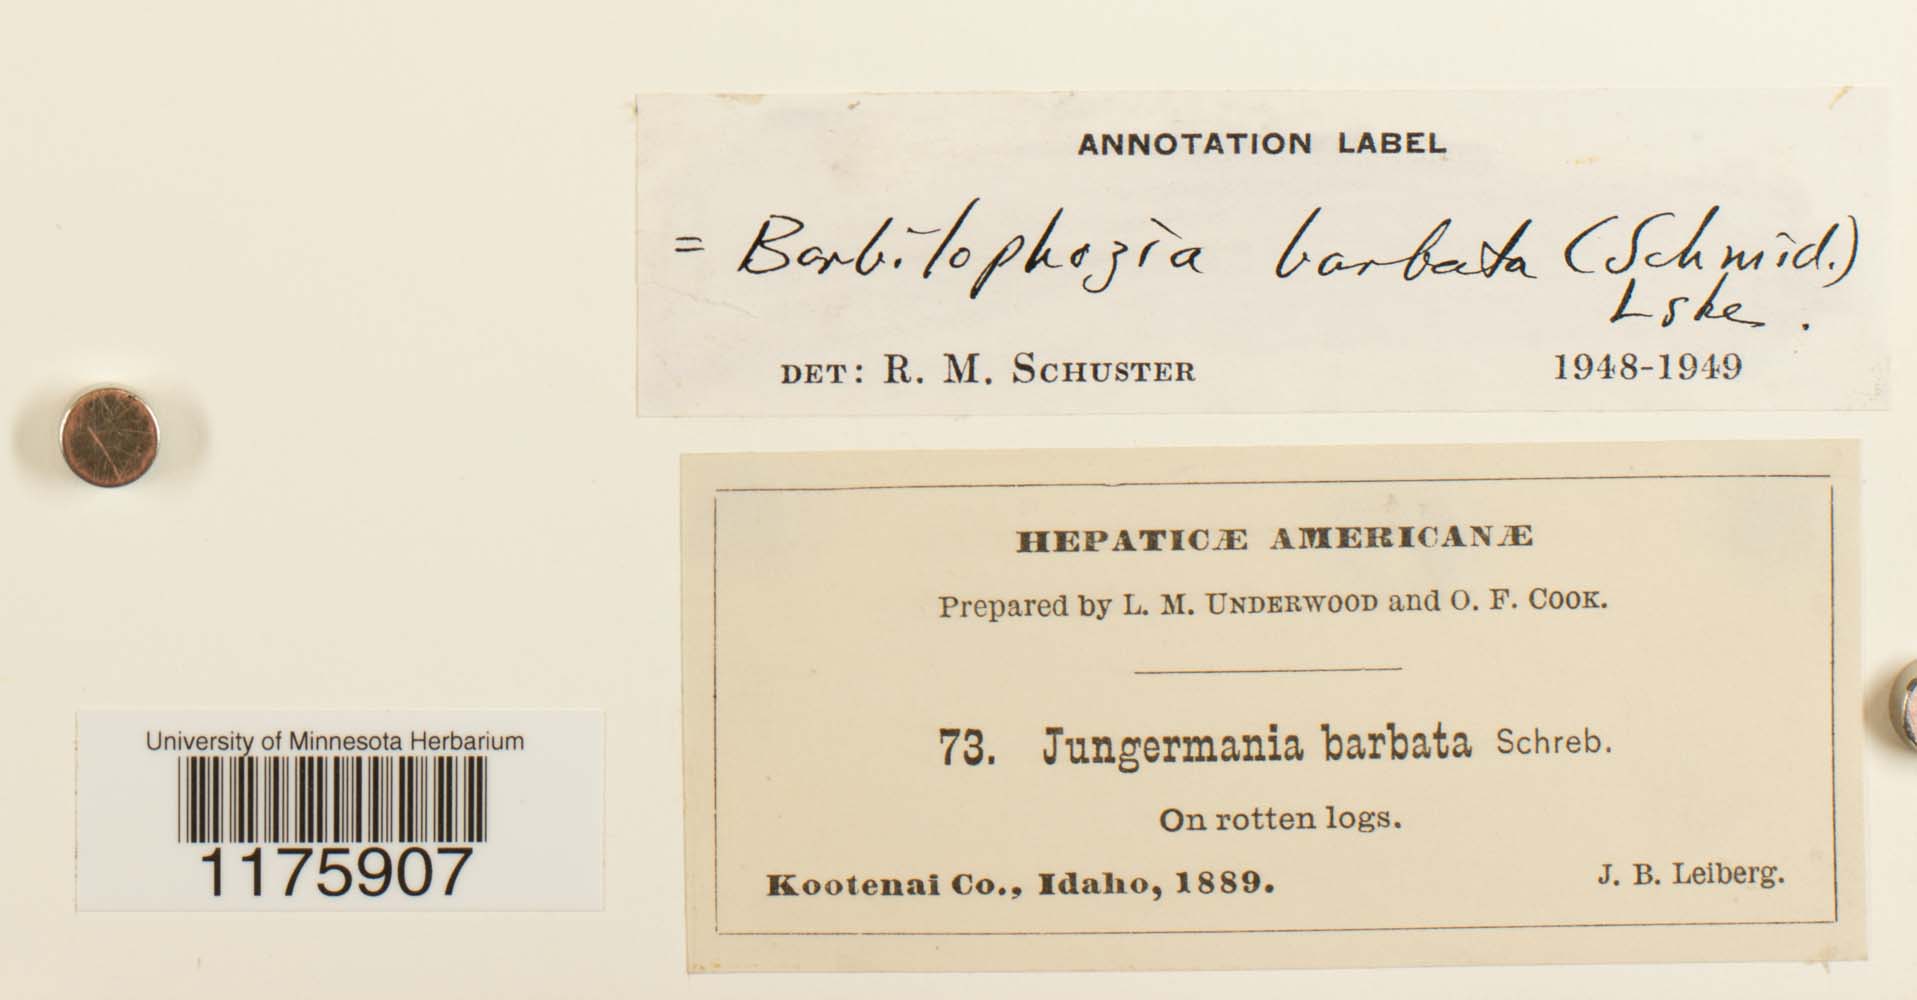 ANNOTATION LABEL
= Barbilophozia barbata (Schmid.)
Lske.
DET: R. M. SCHUSTER 1948-1949
HEPATICÆ AMERICANÆ
Prepared by L. M. UNDERWOOD and O. F. COOK.
73. Jungermania barbata Schreb.
On rotten logs.
Kootenai Co., Idaho, 1889. J. B. Leiberg.
University of Minnesota Herbarium
1175907